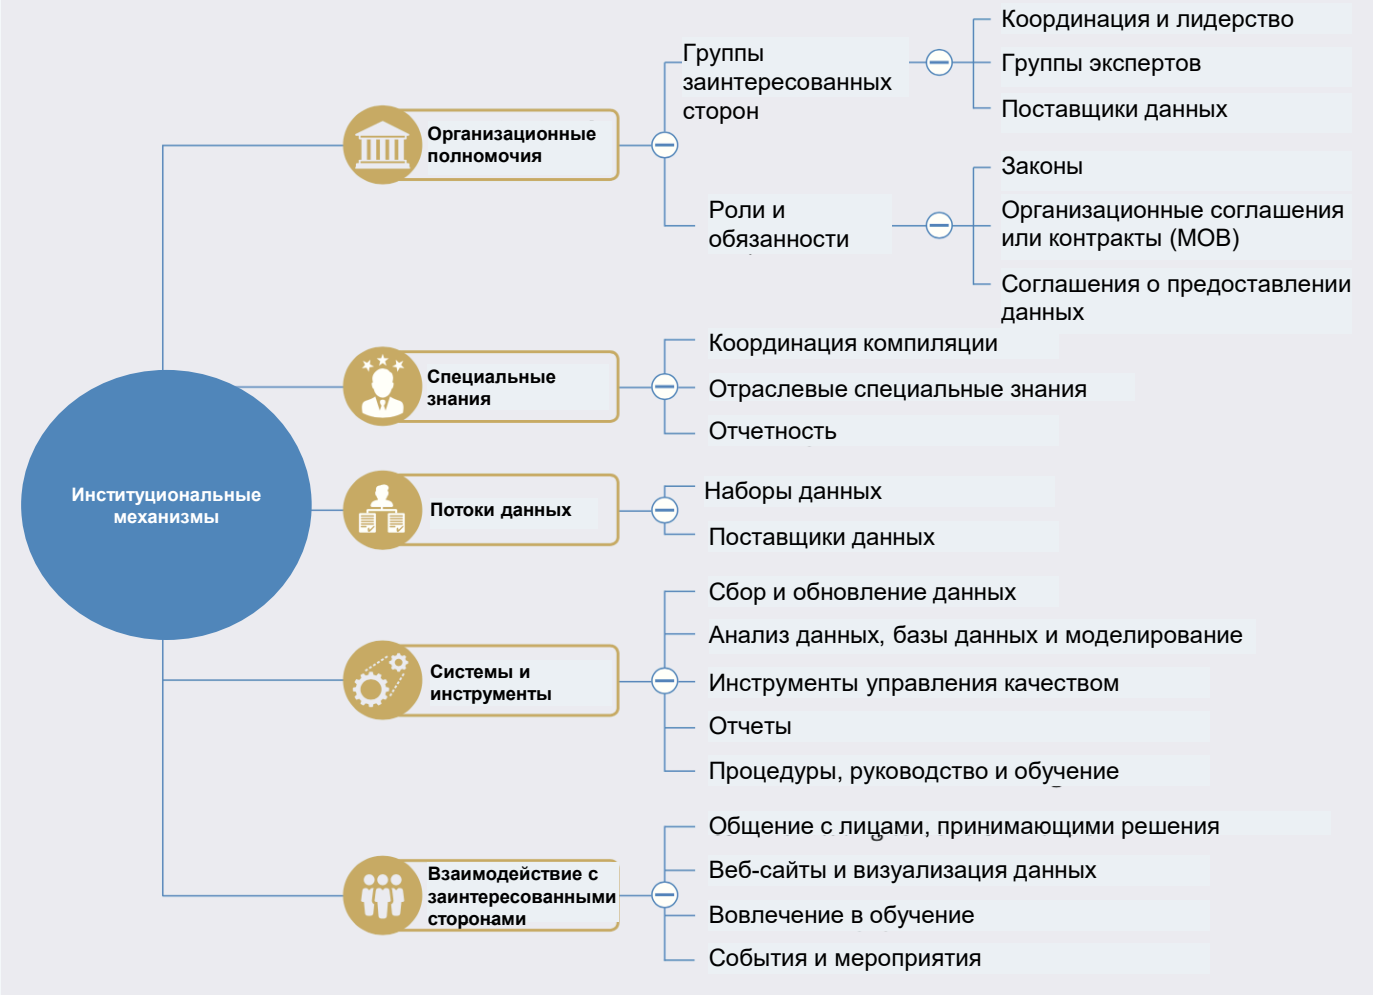 Институциональные
механизмы
Организационные
полномочия
Группы
заинтересованных
сторон
Координация и лидерство
Группы экспертов
Поставщики данных
Роли и
обязанности
Законы
Организационные соглашения
или контракты (МОВ)
Соглашения о предоставлении
данных
Специальные
знания
Координация компиляции
Отраслевые специальные знания
Отчетность
Потоки данных
Наборы данных
Поставщики данных
Системы и
инструменты
Сбор и обновление данных
Анализ данных, базы данных и моделирование
Инструменты управления качеством
Отчеты
Процедуры, руководство и обучение
Взаимодействие с
заинтересованными
сторонами
Общение с лицами, принимающими решения
Веб-сайты и визуализация данных
Вовлечение в обучение
События и мероприятия